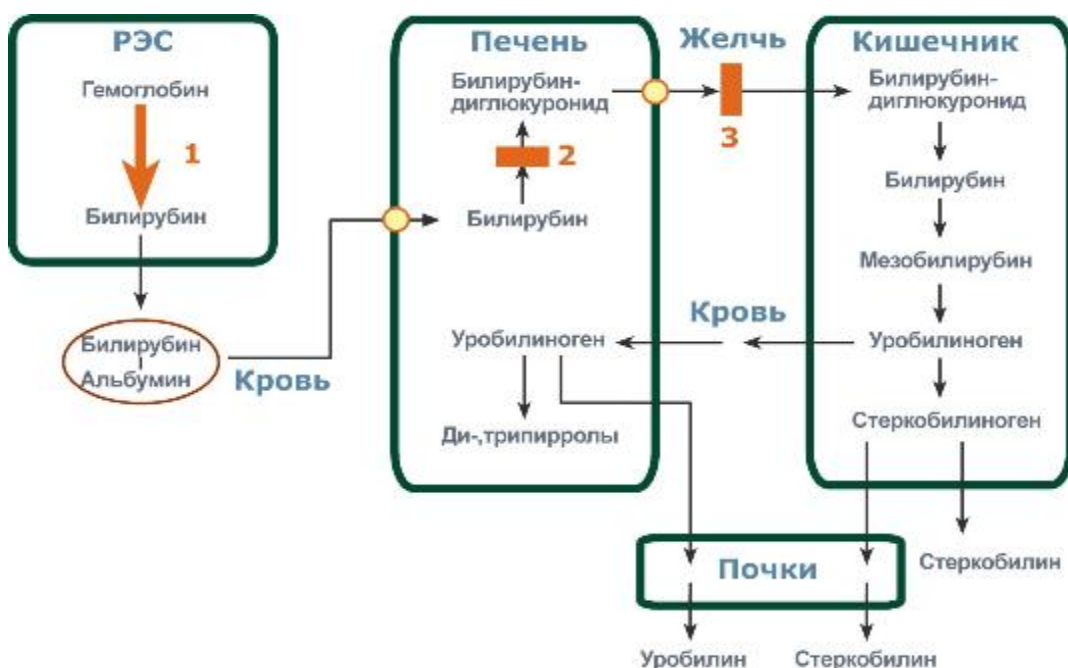 РЭС
Гемоглобин
1
Билирубин
Билирубин
Альбумин
Кровь
Печень
Билирубин-
диглюкуронид
2
Билирубин
Уробилиноген
Ди-,трипирролы
Желчь
3
Кровь
Кишечник
Билирубин-
диглюкуронид
Билирубин
Мезобилирубин
Уробилиноген
Стеркобилиноген
Стеркобилин
Почки
Уробилин
Стеркобилин